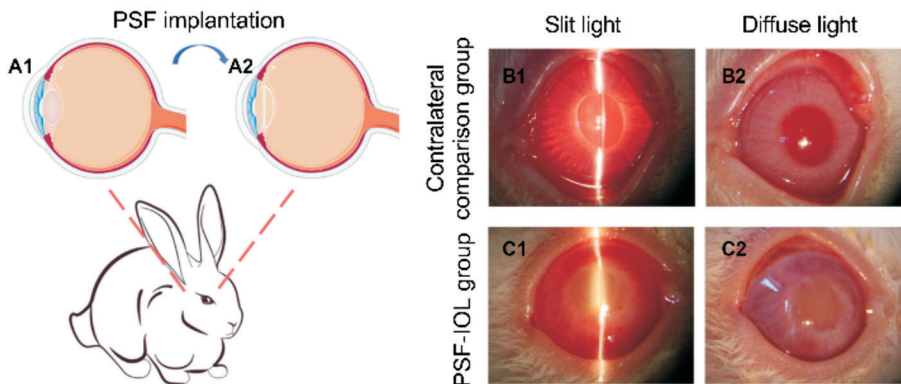 PSF implantation
A1
A2
Slit light
Diffuse light
Contralateral
comparison group
B1
B2
PSF-IOL group
C1
C2